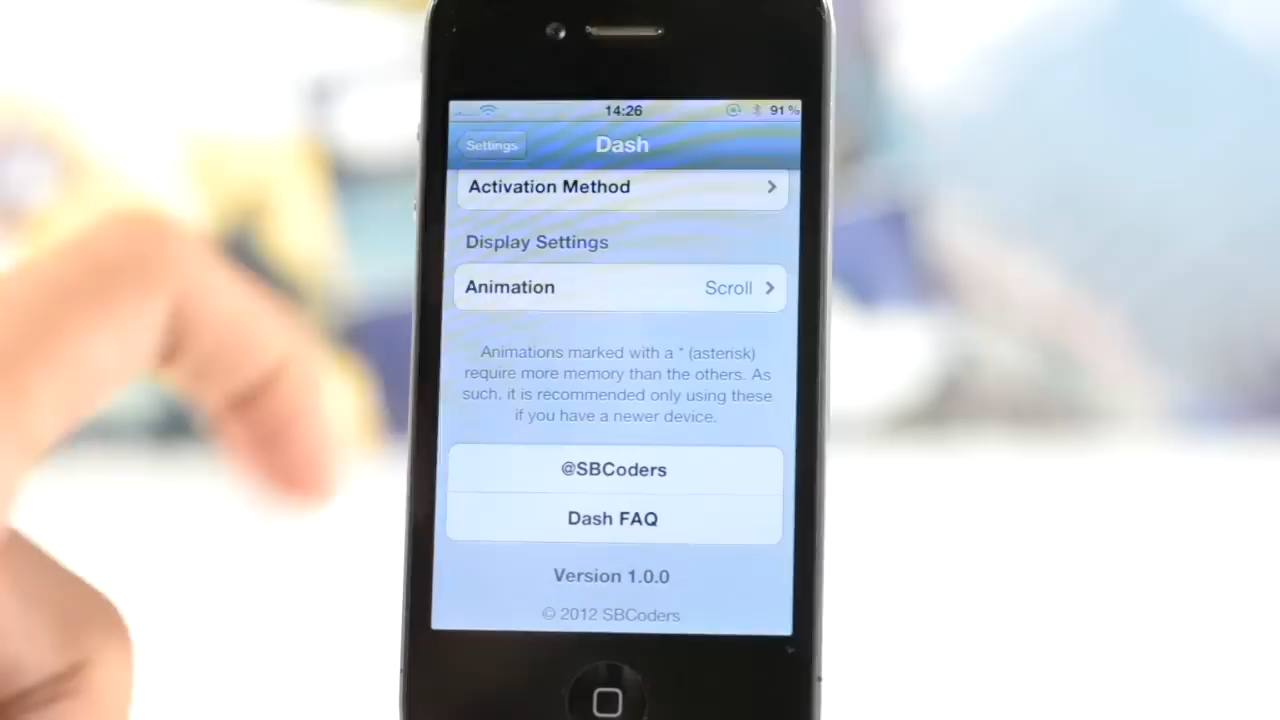 14:26
91 %
Settings
Dash
Activation Method
Display Settings
Animation
Scroll
Animations marked with a * (asterisk)
require more memory than the others. As
such, it is recommended only using these
if you have a newer device.
@SBCoders
Dash FAQ
Version 1.0.0
© 2012 SBCoders